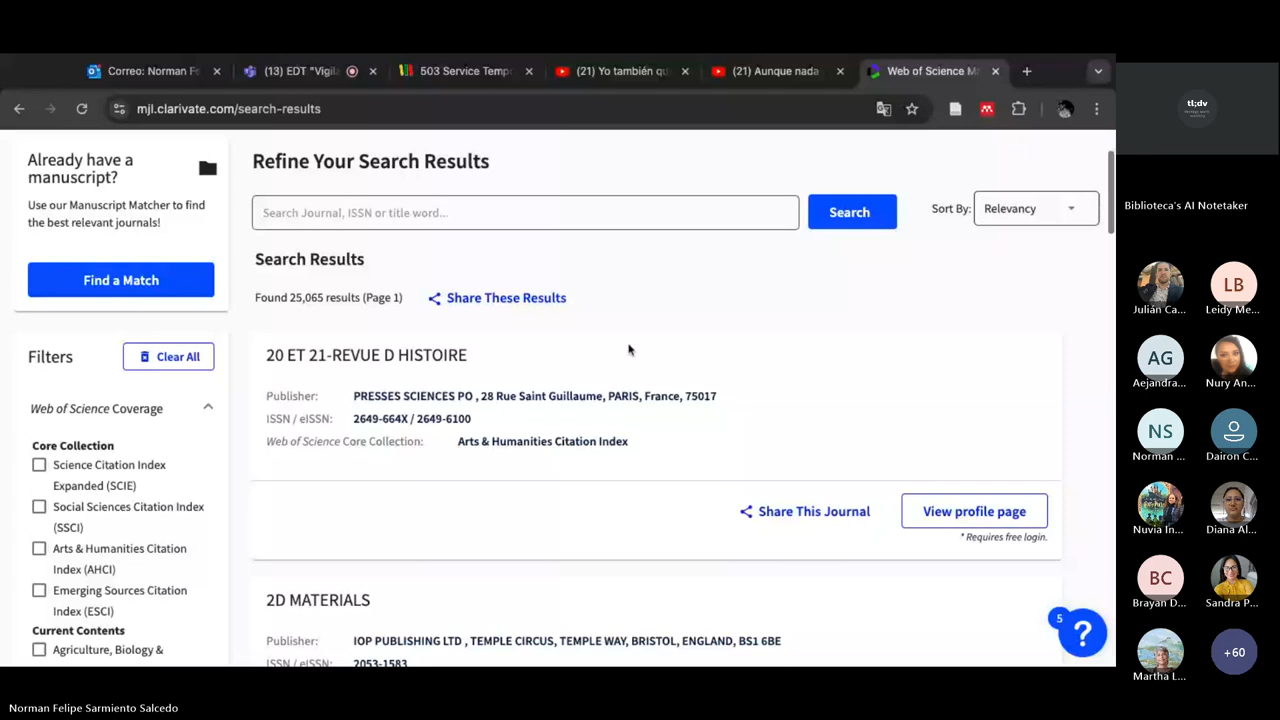 Correo: Norman Fe
(13) EDT "Vigila
503 Service Tempo
(21) Yo también qu
(21) Aunque nada
Web of Science Ma
mjl.clarivate.com/search-results
Already have a
manuscript?
Use our Manuscript Matcher to find
the best relevant journals!
Find a Match
Filters
Clear All
Web of Science Coverage
Core Collection
Science Citation Index
Expanded (SCIE)
Social Sciences Citation Index
(SSCI)
Arts & Humanities Citation
Index (AHCI)
Emerging Sources Citation
Index (ESCI)
Current Contents
Agriculture, Biology &
Refine Your Search Results
Search Journal, ISSN or title word...
Search
Sort By: Relevancy
Search Results
Found 25,065 results (Page 1)
Share These Results
20 ET 21-REVUE D HISTOIRE
Publisher: PRESSES SCIENCES PO , 28 Rue Saint Guillaume, PARIS, France, 75017
ISSN / eISSN: 2649-664X / 2649-6100
Web of Science Core Collection: Arts & Humanities Citation Index
Share This Journal
View profile page
* Requires free login.
2D MATERIALS
Publisher: IOP PUBLISHING LTD , TEMPLE CIRCUS, TEMPLE WAY, BRISTOL, ENGLAND, BS1 6BE
ISSN / eISSN: 2053-1583
5
?
tl;dv
Biblioteca's AI Notetaker
LB
Julián Ca...
Leidy Me...
AG
Aejandra...
Nury An...
NS
Norman ...
Dairon C...
Nuvia In...
Diana Al...
BC
Brayan D...
Sandra P...
+60
Martha L...
Norman Felipe Sarmiento Salcedo